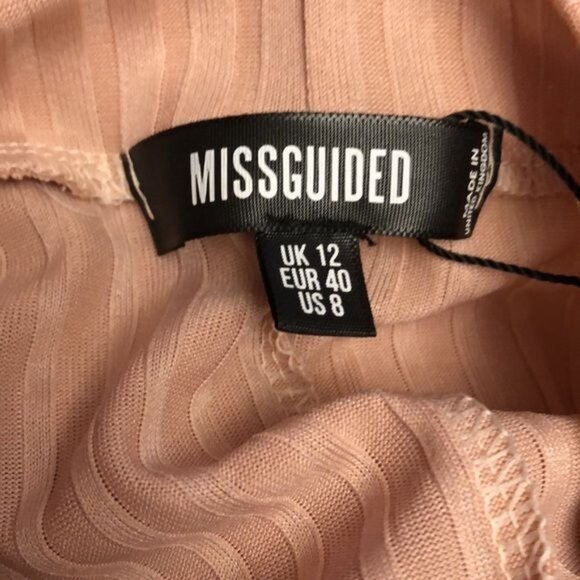 MISSGUIDED
MADE IN
UNITED KINGDOM
UK 12
EUR 40
US 8